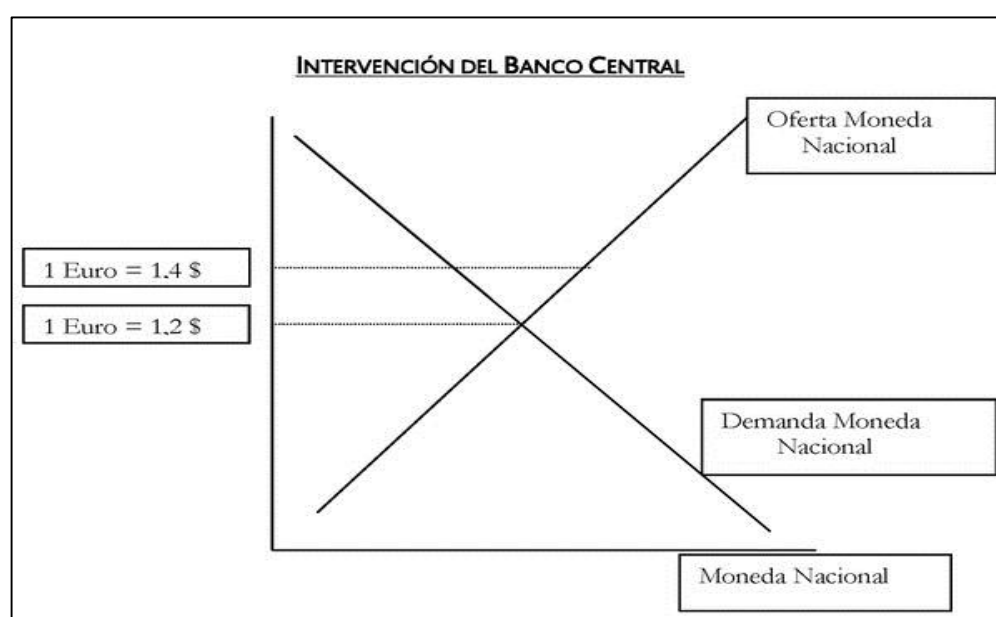 INTERVENCIÓN DEL BANCO CENTRAL
Oferta Moneda
Nacional
1 Euro = 1.4 $
1 Euro = 1.2 $
Demanda Moneda
Nacional
Moneda Nacional